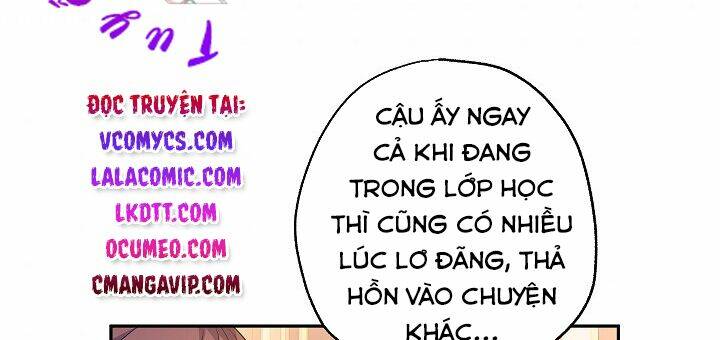 Tuy
ĐỌC TRUYỆN TẠI:
VCOMYCS.COM
LALACOMIC.COM
LKDTT.COM
OCUMEO.COM
CMANGAVIP.COM
CẬU ẤY NGAY
CẢ KHI ĐANG
TRONG LỚP HỌC
THÌ CŨNG CÓ NHIỀU
LÚC LƠ ĐÃNG, THẢ
HỒN VÀO CHUYỆN
KHÁC...